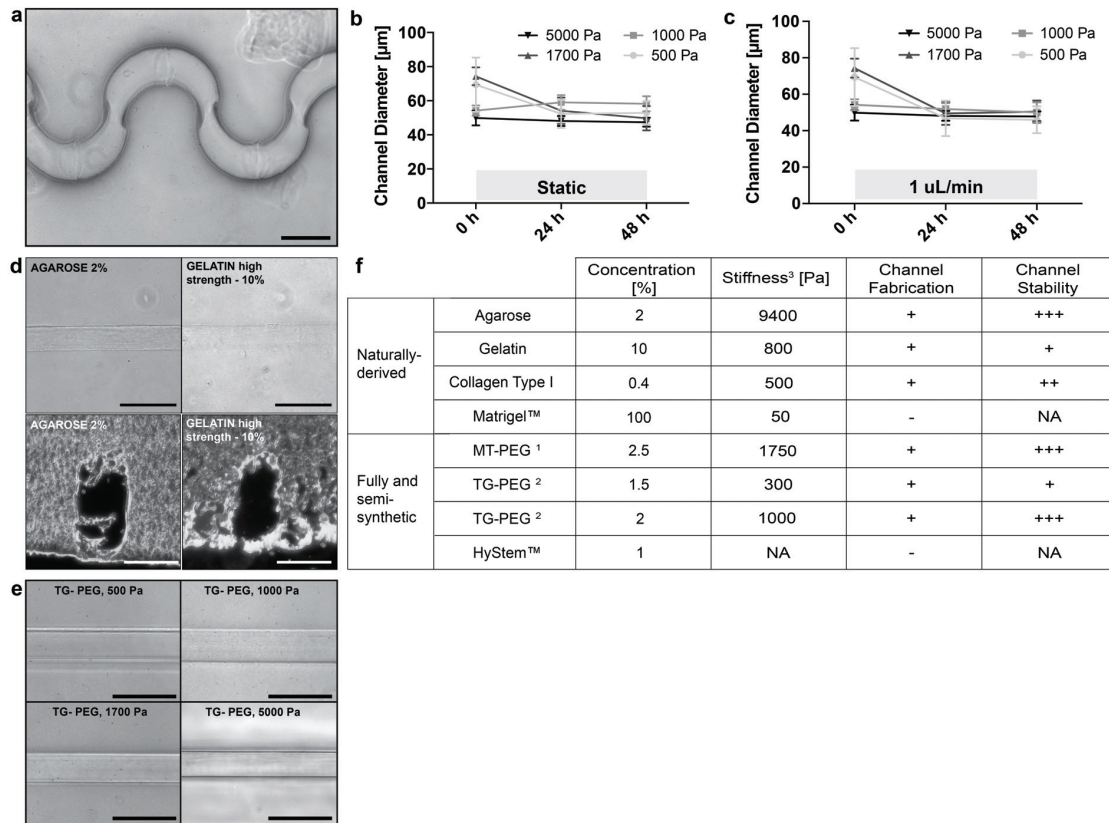 a
b
Channel Diameter [µm]
100
80
60
40
20
0
5000 Pa
1000 Pa
1700 Pa
500 Pa
Static
0 h
24 h
48 h
c
Channel Diameter [µm]
100
80
60
40
20
0
5000 Pa
1000 Pa
1700 Pa
500 Pa
1 uL/min
0 h
24 h
48 h
d
AGAROSE 2%
GELATIN high
strength - 10%
AGAROSE 2%
GELATIN high
strength - 10%
e
TG- PEG, 500 Pa
TG- PEG, 1000 Pa
TG- PEG, 1700 Pa
TG- PEG, 5000 Pa
f
Concentration
[%]
Stiffness³ [Pa]
Channel
Fabrication
Channel
Stability
Naturally-
derived
Agarose 2 9400 + +++
Gelatin 10 800 + +
Collagen Type I 0.4 500 + ++
Matrigel™ 100 50 - NA
Fully and
semi-
synthetic
MT-PEG ¹ 2.5 1750 + +++
TG-PEG ² 1.5 300 + +
TG-PEG ² 2 1000 + +++
HyStem™ 1 NA - NA